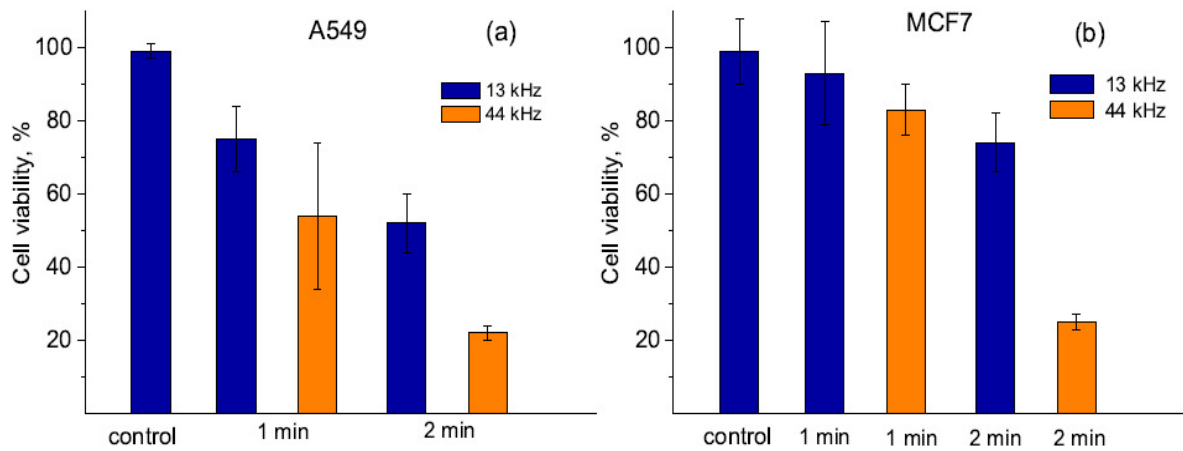 A549
(a)
13 kHz
44 kHz
Cell viability, %
100
80
60
40
20
control
1 min
2 min
MCF7
(b)
13 kHz
44 kHz
Cell viability, %
100
80
60
40
20
control
1 min
1 min
2 min
2 min